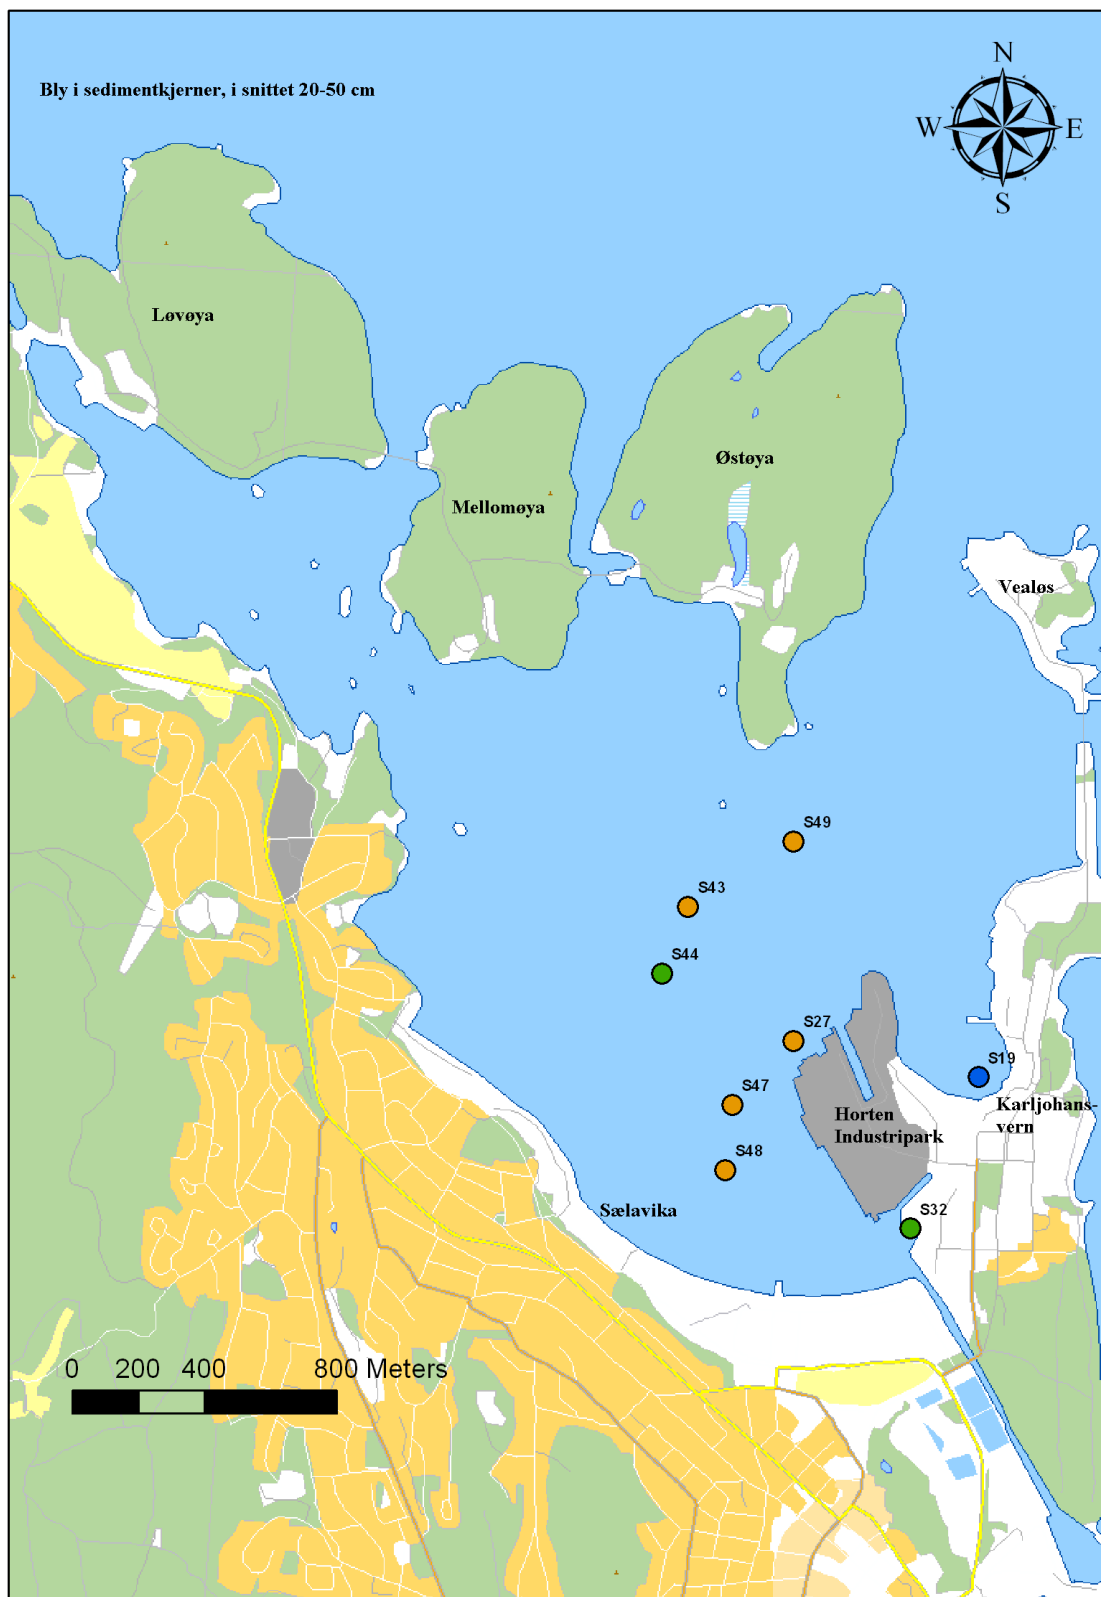 N
Bly i sedimentkjerner, i snittet 20-50 cm
W
E
S
Løvøya
Østøya
Mellomøya
Vealøs
S49
S43
S44
S27
S19
S47
Karljohans-
vern
Horten
Industripark
S48
Sælavika
S32
0 200 400 800 Meters